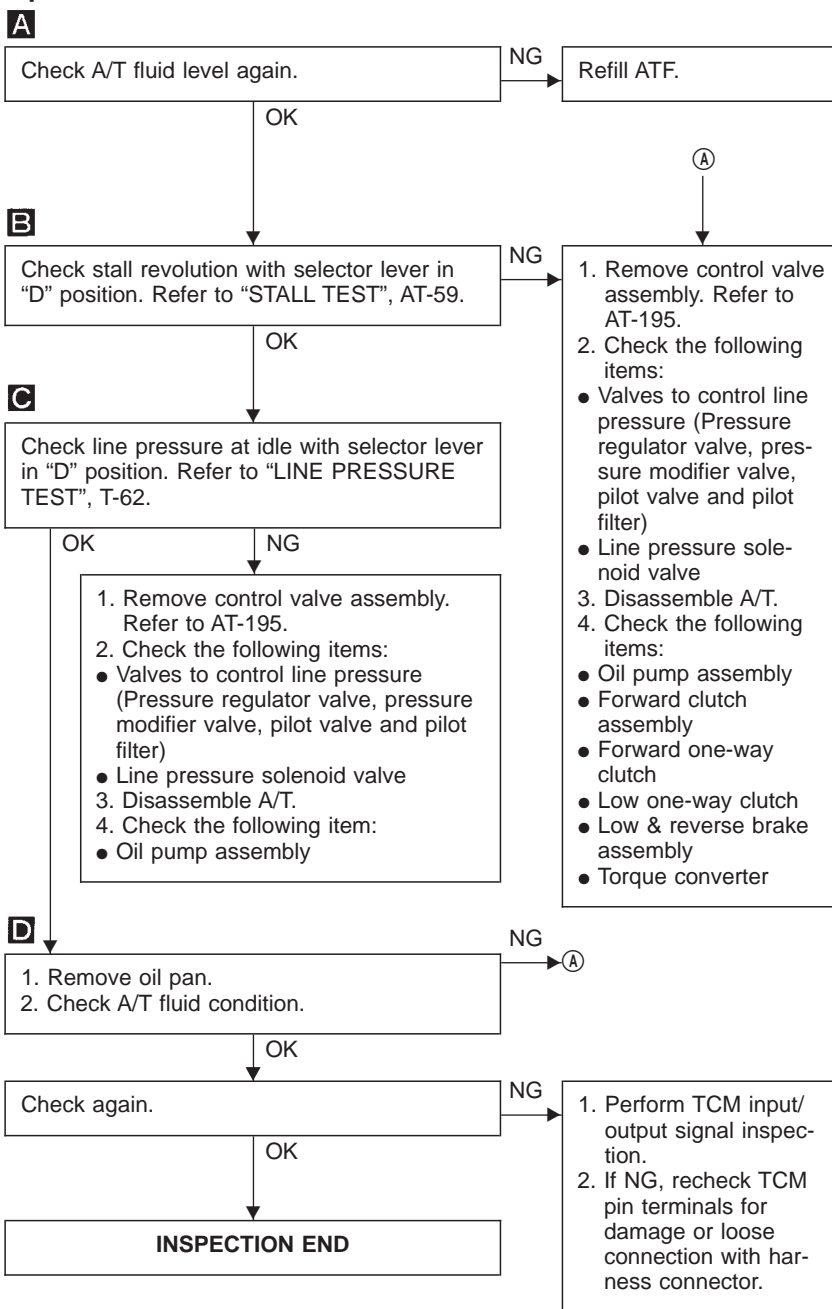 A
Check A/T fluid level again.
NG
Refill ATF.
OK
Ⓐ
B
Check stall revolution with selector lever in
“D” position. Refer to “STALL TEST”, AT-59.
NG
1. Remove control valve
assembly. Refer to
AT-195.
2. Check the following
items:
● Valves to control line
pressure (Pressure
regulator valve, pres-
sure modifier valve,
pilot valve and pilot
filter)
● Line pressure sole-
noid valve
3. Disassemble A/T.
4. Check the following
items:
● Oil pump assembly
● Forward clutch
assembly
● Forward one-way
clutch
● Low one-way clutch
● Low & reverse brake
assembly
● Torque converter
OK
C
Check line pressure at idle with selector lever
in “D” position. Refer to “LINE PRESSURE
TEST”, T-62.
OK
NG
1. Remove control valve assembly.
Refer to AT-195.
2. Check the following items:
● Valves to control line pressure
(Pressure regulator valve, pressure
modifier valve, pilot valve and pilot
filter)
● Line pressure solenoid valve
3. Disassemble A/T.
4. Check the following item:
● Oil pump assembly
D
1. Remove oil pan.
2. Check A/T fluid condition.
NG
Ⓐ
OK
Check again.
NG
1. Perform TCM input/
output signal inspec-
tion.
2. If NG, recheck TCM
pin terminals for
damage or loose
connection with har-
ness connector.
OK
INSPECTION END